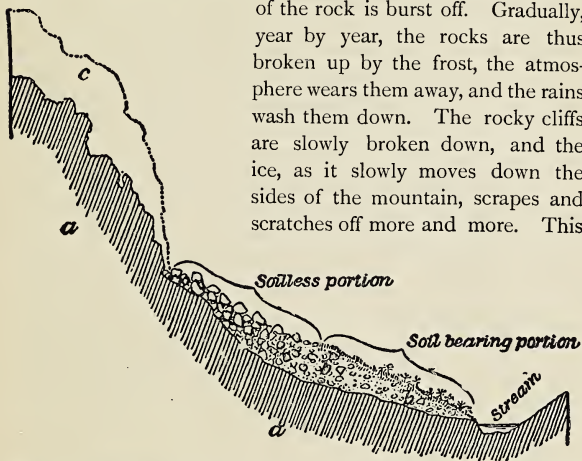 of the rock is burst off. Gradually,
year by year, the rocks are thus
broken up by the frost, the atmos-
phere wears them away, and the rains
wash them down. The rocky cliffs
are slowly broken down, and the
ice, as it slowly moves down the
sides of the mountain, scrapes and
scratches off more and more. This
c
a
Soilless portion
Soil bearing portion
stream
b
b
a